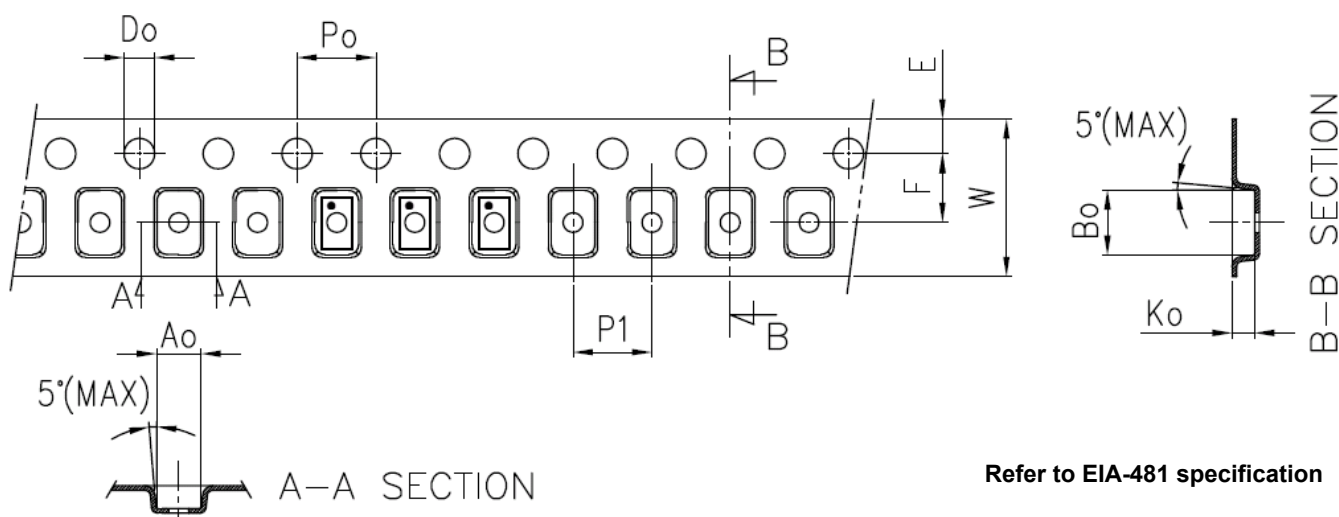 Do
Po
B
E
5°(MAX)
F
W
Bo
B-B SECTION
A
A
P1
B
Ko
Ao
5°(MAX)
A-A SECTION
Refer to EIA-481 specification